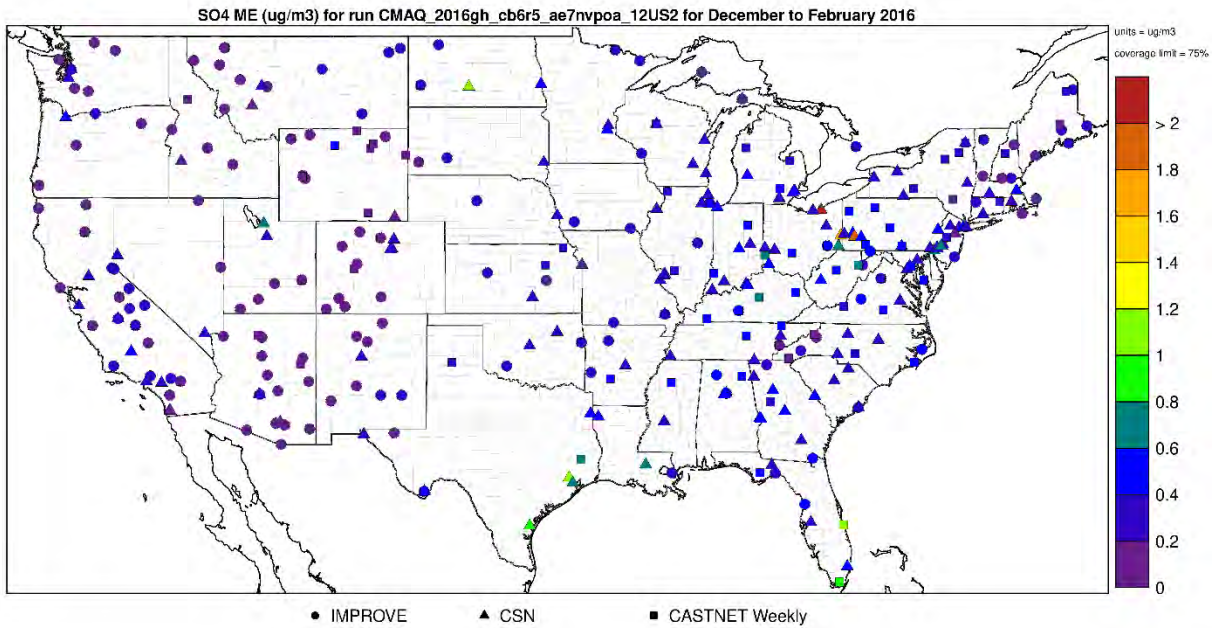 SO4 ME (ug/m3) for run CMAQ_2016gh_cb6r5_ae7nvpoa_12US2 for December to February 2016
units = ug/m3
coverage limit = 75%
> 2
1.8
1.6
1.4
1.2
1
0.8
0.6
0.4
0.2
0
IMPROVE
CSN
CASTNET Weekly